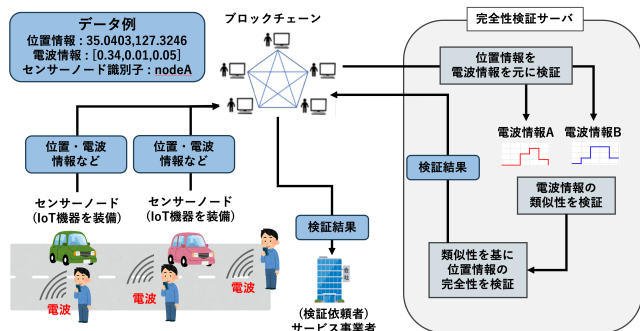 データ例
位置情報：35.0403,127.3246
電波情報：[0.34,0.01,0.05]
センサーノード識別子：nodeA
ブロックチェーン
完全性検証サーバ
位置情報を
電波情報を元に検証
電波情報A
電波情報B
電波情報の
類似性を検証
類似性を基に
位置情報の
完全性を検証
検証結果
位置・電波
情報など
位置・電波
情報など
センサーノード
（IoT機器を装備）
センサーノード
（IoT機器を装備）
検証結果
電波
電波
電波
会社
（検証依頼者）
サービス事業者